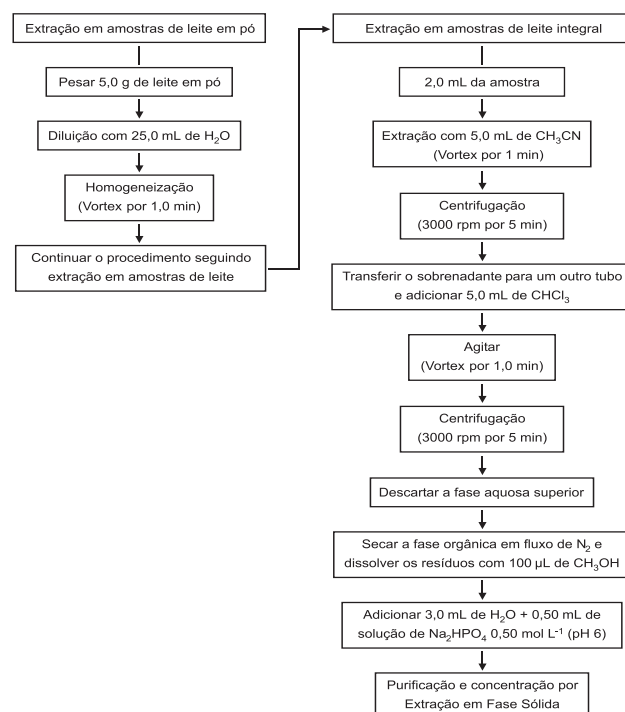 Extração em amostras de leite em pó
Pesar 5,0 g de leite em pó
Diluição com 25,0 mL de H₂O
Homogeneização
(Vortex por 1,0 min)
Continuar o procedimento seguindo
extração em amostras de leite
Extração em amostras de leite integral
2,0 mL da amostra
Extração com 5,0 mL de CH₃CN
(Vortex por 1 min)
Centrifugação
(3000 rpm por 5 min)
Transferir o sobrenadante para um outro tubo
e adicionar 5,0 mL de CHCl₃
Agitar
(Vortex por 1,0 min)
Centrifugação
(3000 rpm por 5 min)
Descartar a fase aquosa superior
Secar a fase orgânica em fluxo de N₂ e
dissolver os resíduos com 100 µL de CH₃OH
Adicionar 3,0 mL de H₂O + 0,50 mL de
solução de Na₂HPO₄ 0,50 mol L⁻¹ (pH 6)
Purificação e concentração por
Extração em Fase Sólida